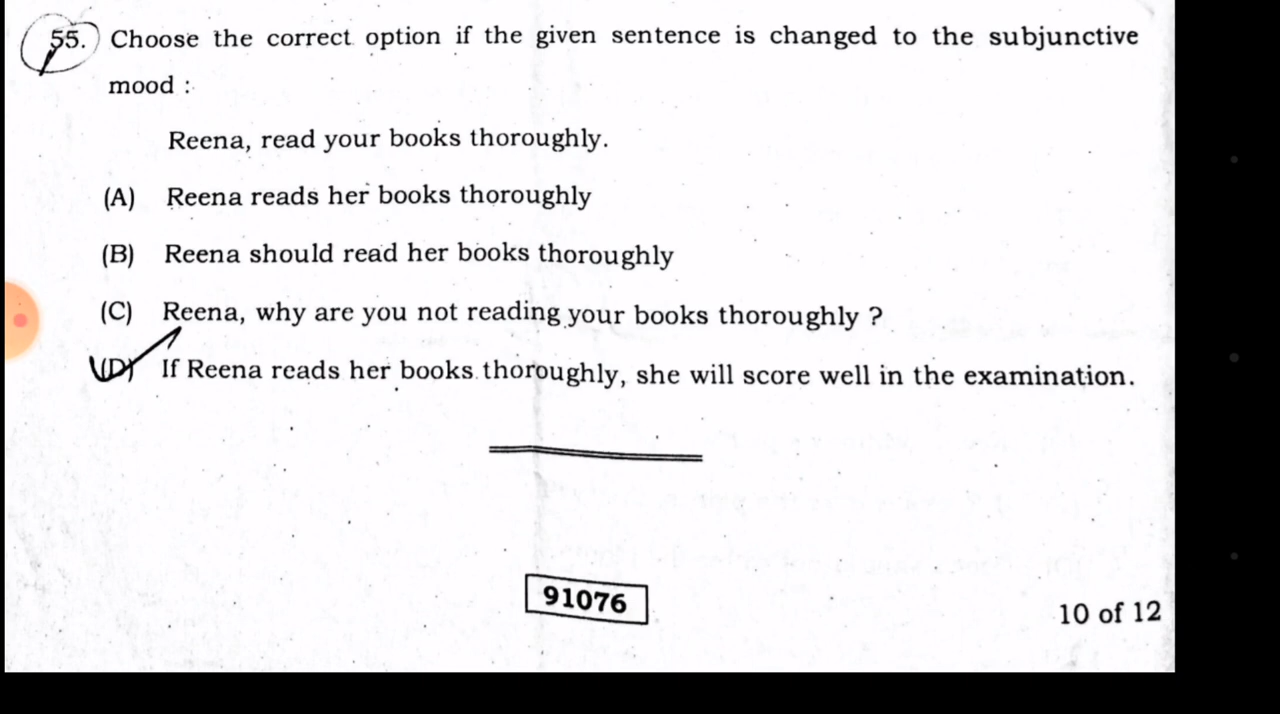 55. Choose the correct option if the given sentence is changed to the subjunctive
mood :
Reena, read your books thoroughly.
(A) Reena reads her books thoroughly
(B) Reena should read her books thoroughly
(C) Reena, why are you not reading your books thoroughly ?
(D) If Reena reads her books thoroughly, she will score well in the examination.
91076
10 of 12